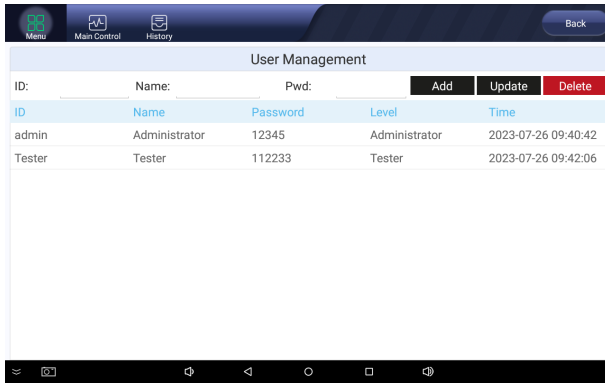 Menu Main Control History Back
User Management
ID: Name: Pwd: Add Update Delete
ID Name Password Level Time
admin Administrator 12345 Administrator 2023-07-26 09:40:42
Tester Tester 112233 Tester 2023-07-26 09:42:06